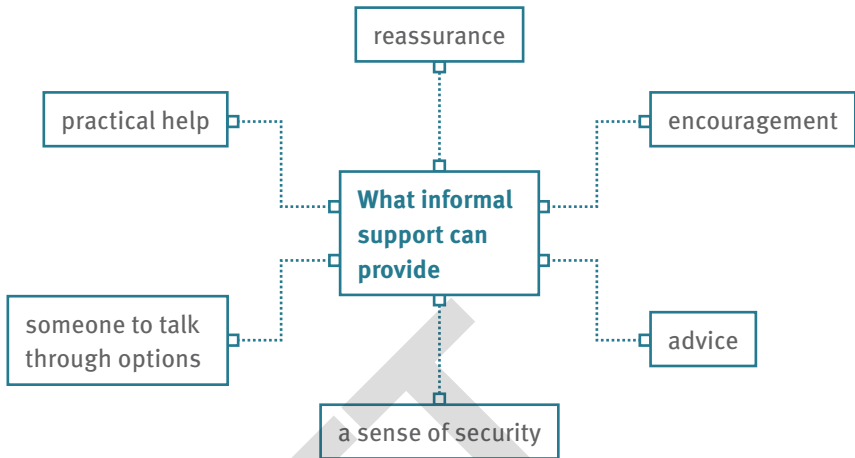 reassurance
practical help
encouragement
What informal
support can
provide
someone to talk
through options
advice
a sense of security